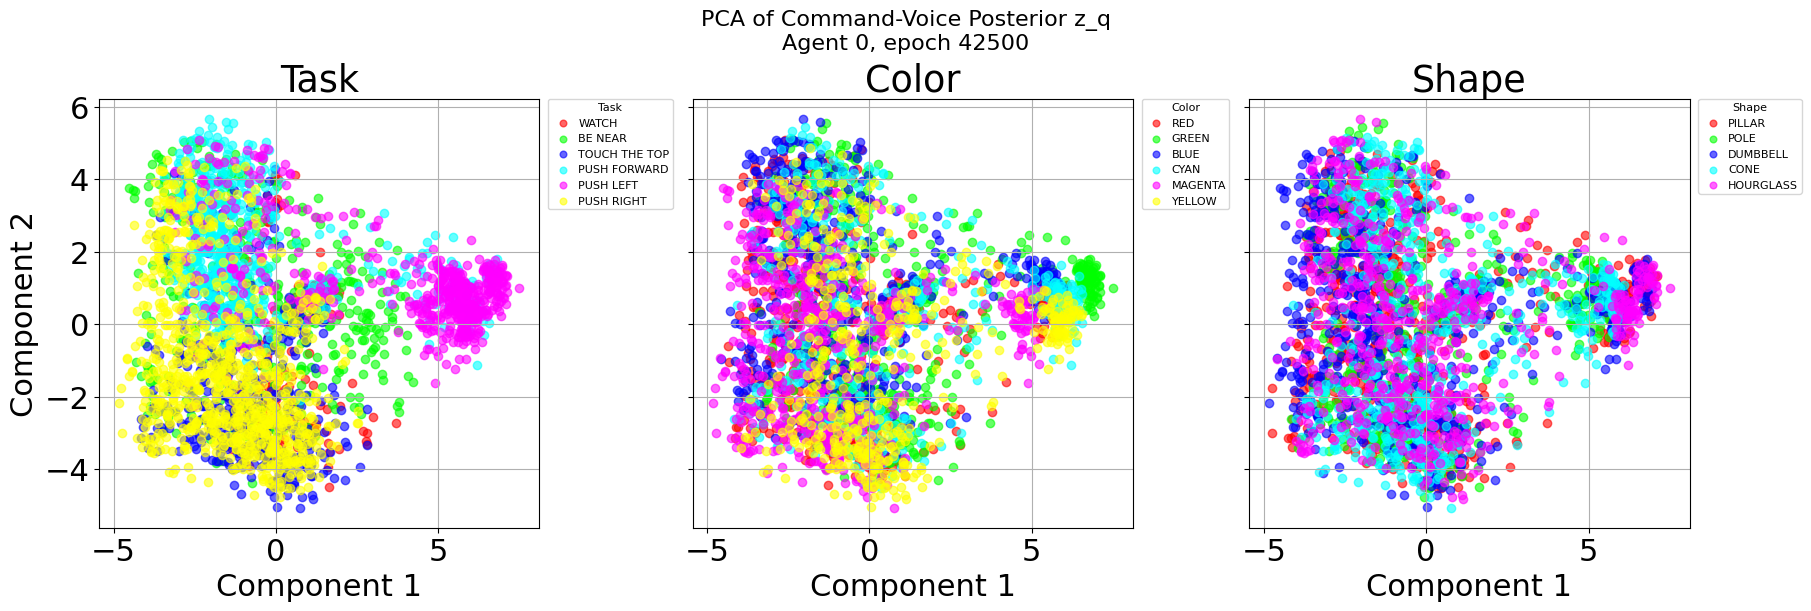 PCA of Command-Voice Posterior z_q
Agent 0, epoch 42500
Task
Color
Shape
Component 2
6
4
2
0
−2
−4
−5
0
5
Component 1
Task
WATCH
BE NEAR
TOUCH THE TOP
PUSH FORWARD
PUSH LEFT
PUSH RIGHT
−5
0
5
Component 1
Color
RED
GREEN
BLUE
CYAN
MAGENTA
YELLOW
−5
0
5
Component 1
Shape
PILLAR
POLE
DUMBBELL
CONE
HOURGLASS